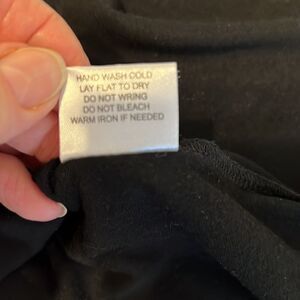 HAND WASH COLD
LAY FLAT TO DRY
DO NOT WRING
DO NOT BLEACH
WARM IRON IF NEEDED